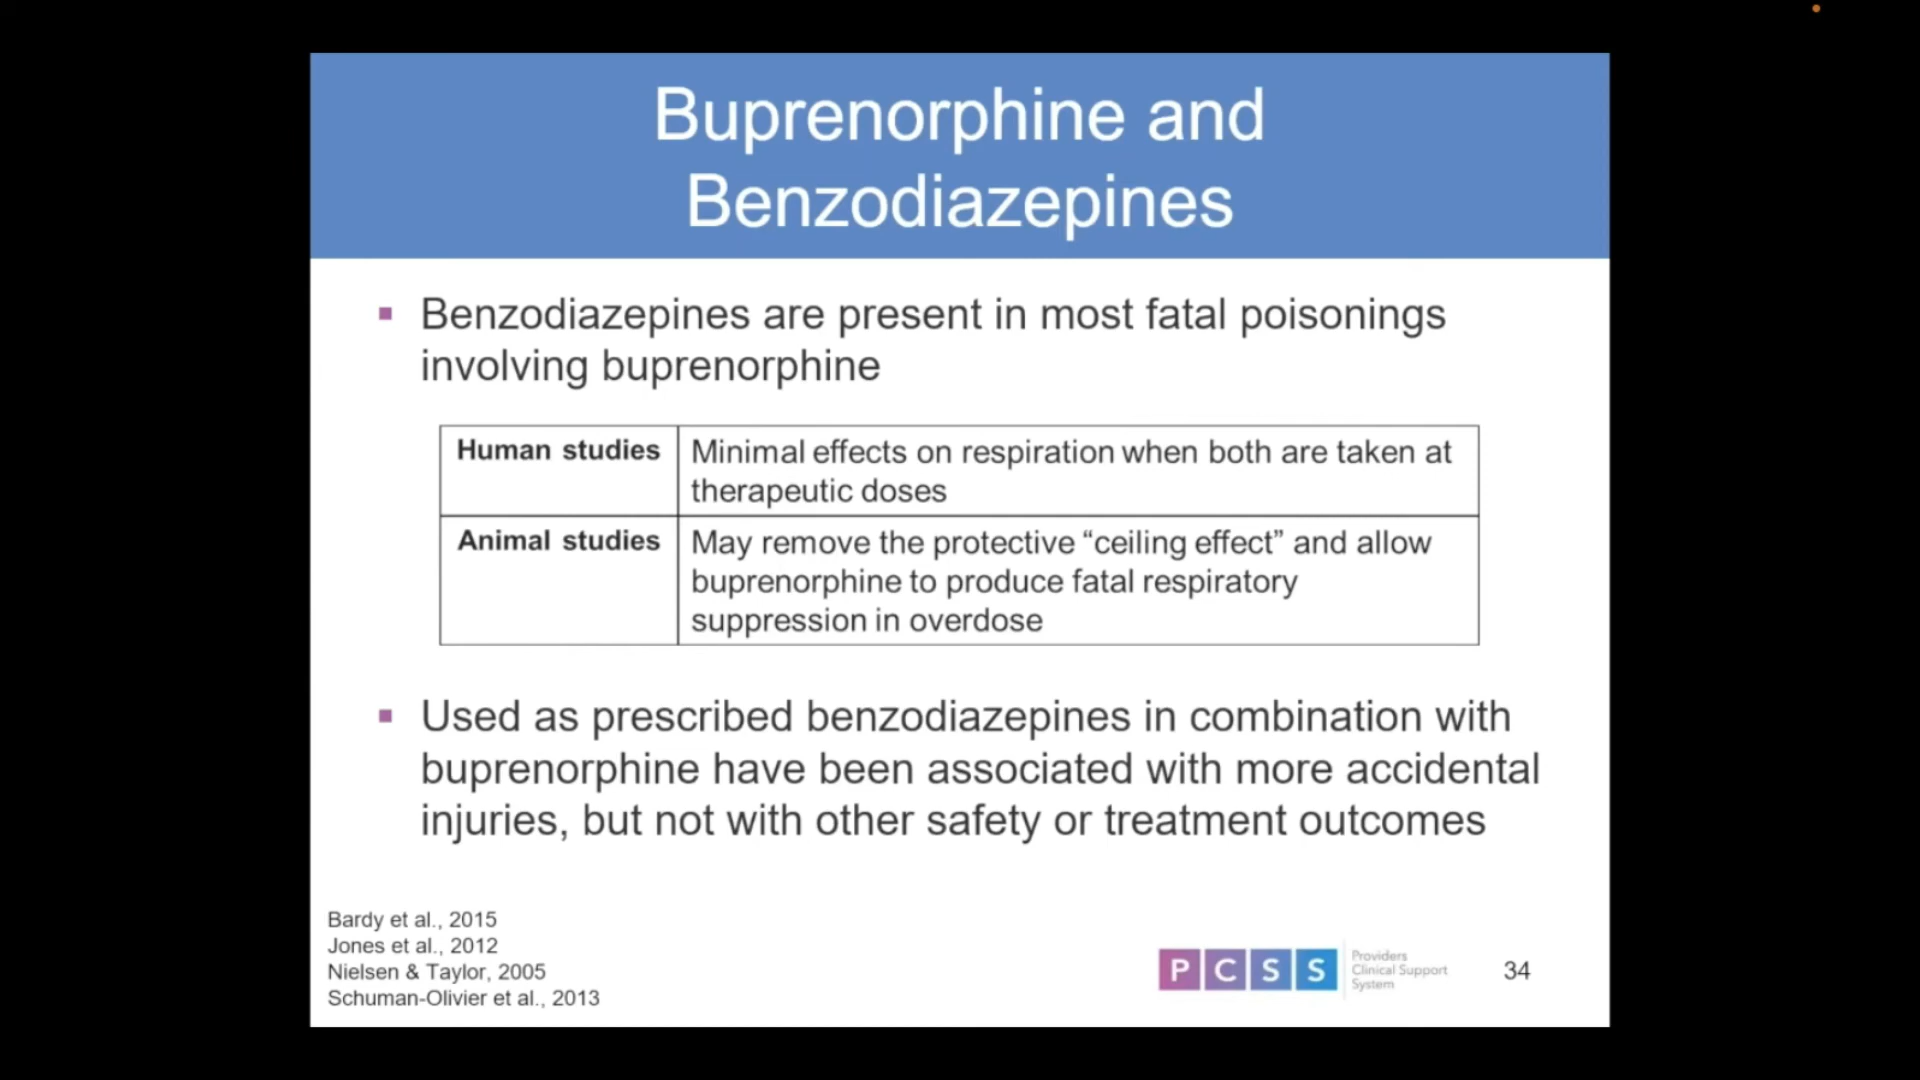 Buprenorphine and
Benzodiazepines
▪ Benzodiazepines are present in most fatal poisonings
involving buprenorphine
Human studies
Minimal effects on respiration when both are taken at
therapeutic doses
Animal studies
May remove the protective “ceiling effect” and allow
buprenorphine to produce fatal respiratory
suppression in overdose
▪ Used as prescribed benzodiazepines in combination with
buprenorphine have been associated with more accidental
injuries, but not with other safety or treatment outcomes
Bardy et al., 2015
Jones et al., 2012
Nielsen & Taylor, 2005
Schuman-Olivier et al., 2013
PCSS
Providers
Clinical Support
System
34